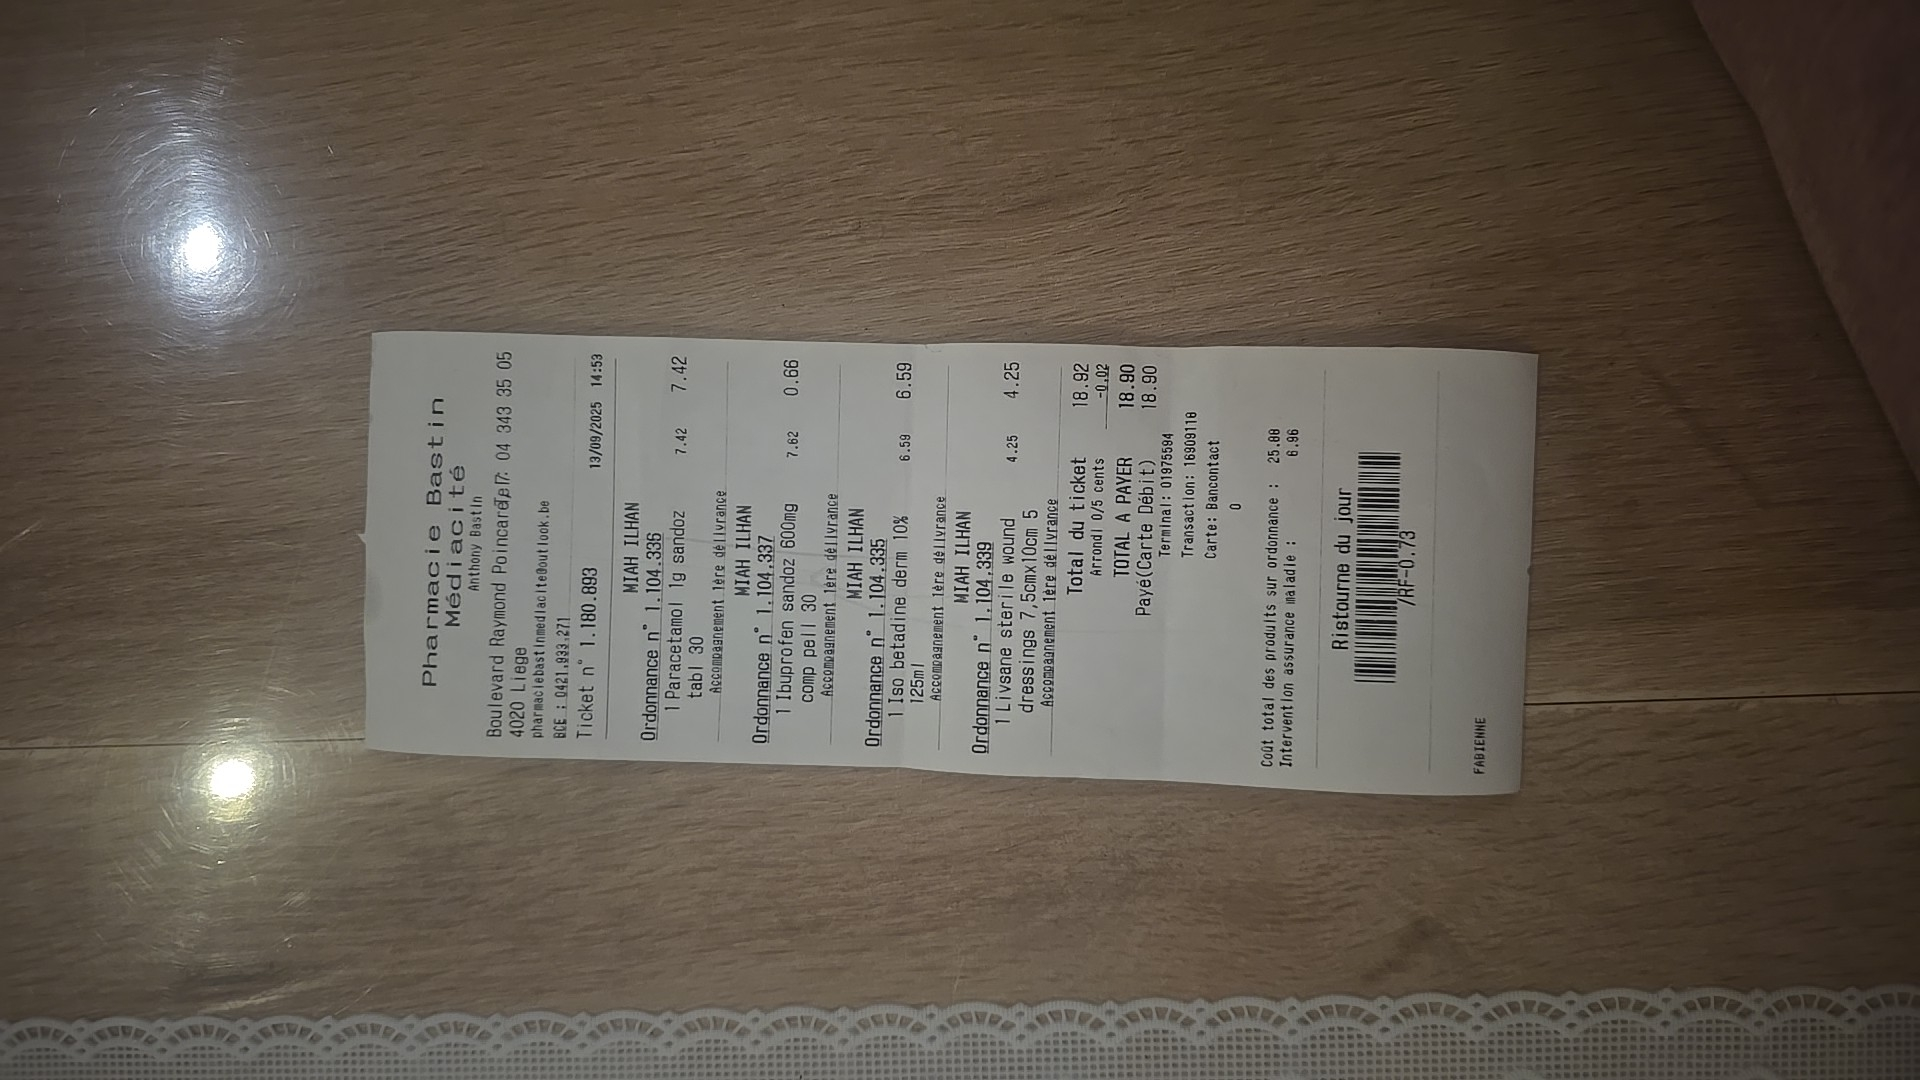 Pharmacie Bastin
Médiacité
Anthony Bastin
Boulevard Raymond Poincaré 7: 04 343 35 05
4020 Liege
pharmaciebastinmediacite@outlook.be
BCE : 0421.933.271
Ticket n° 1.180.893 13/09/2025 14:53
MIAH ILHAN
Ordonnance n° 1.104.336
1 Paracetamol 1g sandoz 7.42 7.42
tabl 30
Accompagnement 1ère délivrance
MIAH ILHAN
Ordonnance n° 1.104.337
1 Ibuprofen sandoz 600mg 7.62 0.66
comp pell 30
Accompagnement 1ère délivrance
MIAH ILHAN
Ordonnance n° 1.104.335
1 Iso betadine derm 10% 6.59 6.59
125ml
Accompagnement 1ère délivrance
MIAH ILHAN
Ordonnance n° 1.104.339
1 Livsane sterile wound 4.25 4.25
dressings 7,5cmx10cm 5
Accompagnement 1ère délivrance
Total du ticket 18.92
Arrondi 0/5 cents -0.02
TOTAL A PAYER 18.90
Payé(Carte Débit) 18.90
Terminal: 01975594
Transaction: 16909110
Carte: Bancontact
0
Coût total des produits sur ordonnance : 25.88
Intervention assurance maladie : 6.96
Ristourne du jour
/RF-0.73
FABIENNE